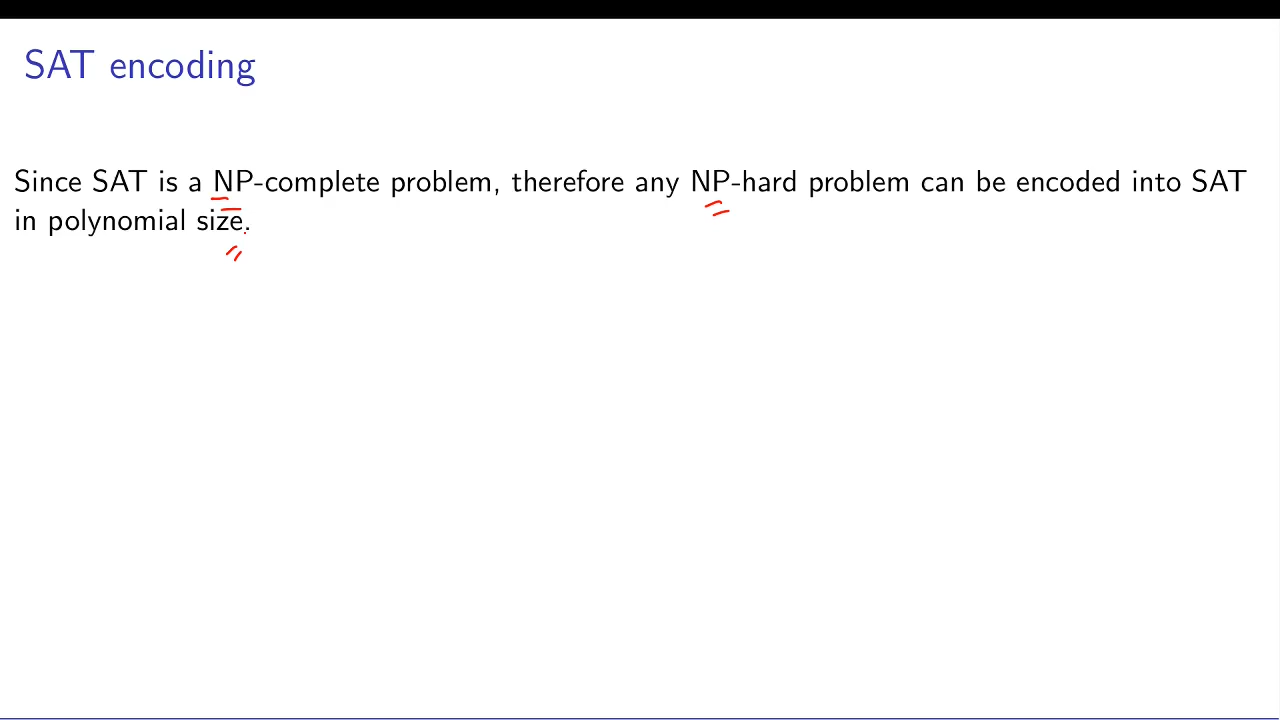 SAT encoding
Since SAT is a NP-complete problem, therefore any NP-hard problem can be encoded into SAT
in polynomial size.